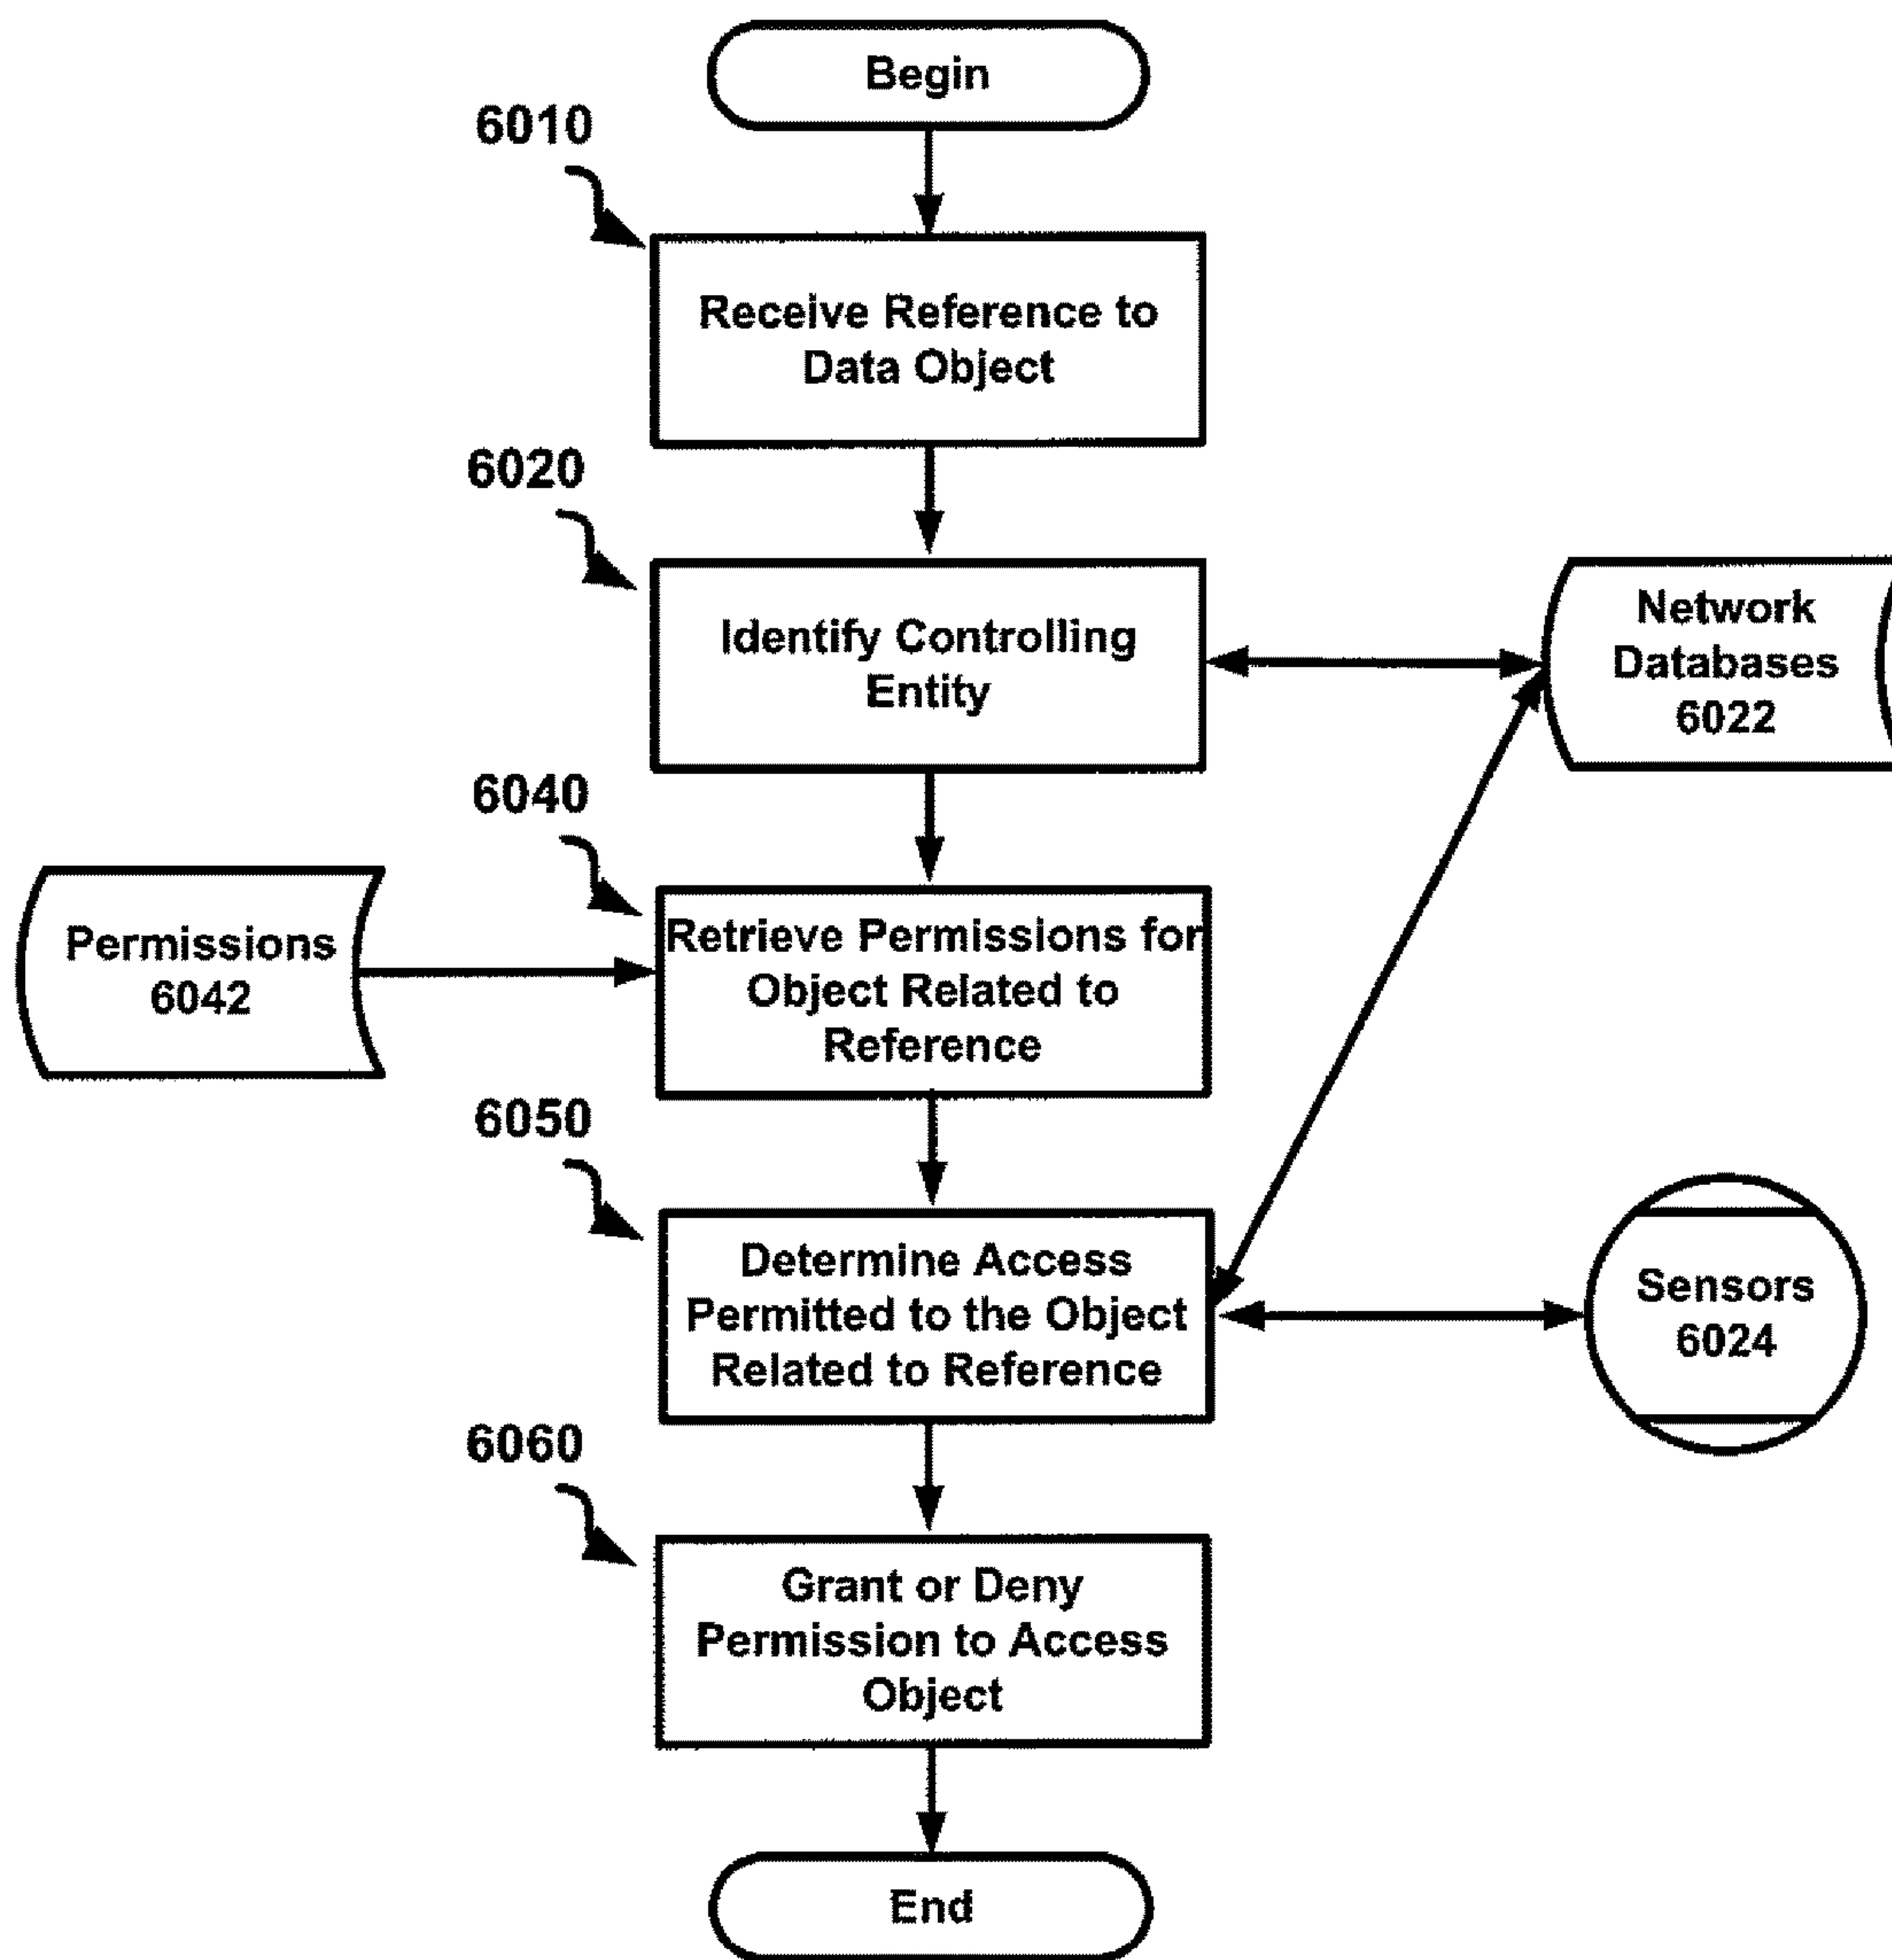 Begin
6010
Receive Reference to
Data Object
6020
Identify Controlling
Entity
Network
Databases
6022
6040
Permissions
6042
Retrieve Permissions for
Object Related to
Reference
6050
Determine Access
Permitted to the Object
Related to Reference
Sensors
6024
6060
Grant or Deny
Permission to Access
Object
End